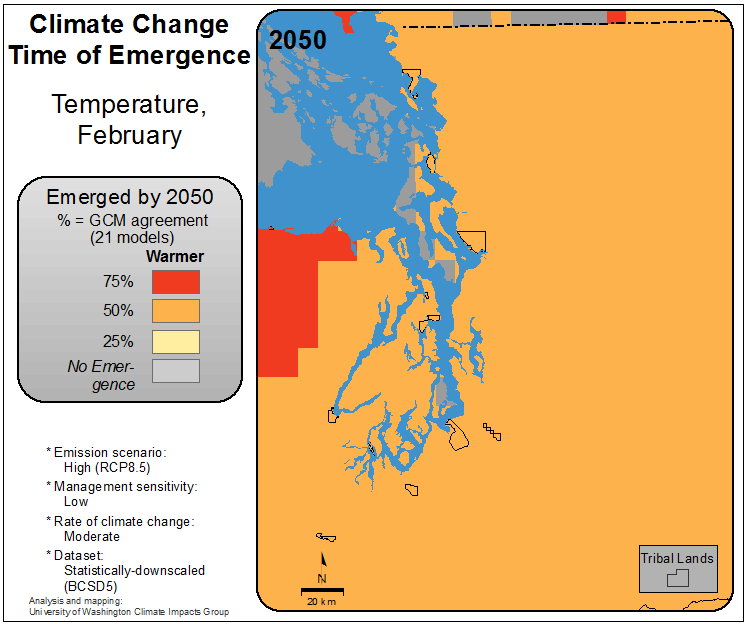 Climate Change
Time of Emergence
Temperature,
February
Emerged by 2050
% = GCM agreement
(21 models)
Warmer
75%
50%
25%
No Emer-
gence
* Emission scenario:
High (RCP8.5)
* Management sensitivity:
Low
* Rate of climate change:
Moderate
* Dataset:
Statistically-downscaled
(BCSD5)
Analysis and mapping:
University of Washington Climate Impacts Group
2050
N
20 km
Tribal Lands